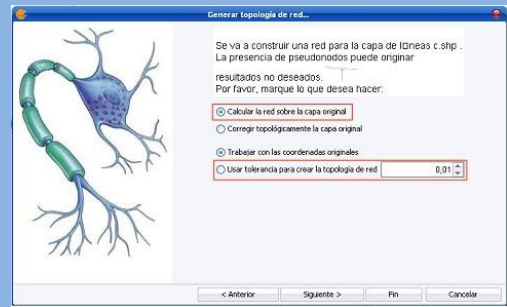 Generar topología de red...
Se va a construir una red para la capa de l□neas c.shp .
La presencia de pseudonodos puede originar
resultados no deseados.
Por favor, marque lo que desea hacer:
Calcular la red sobre la capa original
Corregir topológicamente la capa original
Trabajar con las coordenadas originales
Usar tolerancia para crear la topología de red 0,01
< Anterior Siguiente > Fin Cancelar